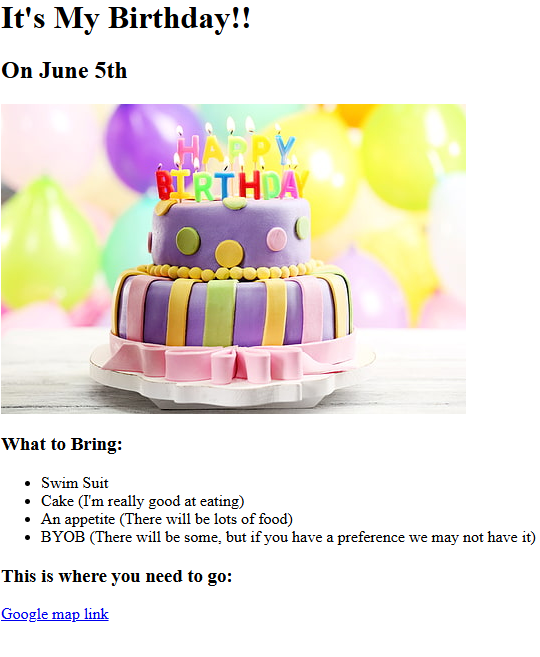 It's My Birthday!!
On June 5th
HAPPY
BIRTHDAY
What to Bring:
Swim Suit
Cake (I'm really good at eating)
An appetite (There will be lots of food)
BYOB (There will be some, but if you have a preference we may not have it)
This is where you need to go:
Google map link